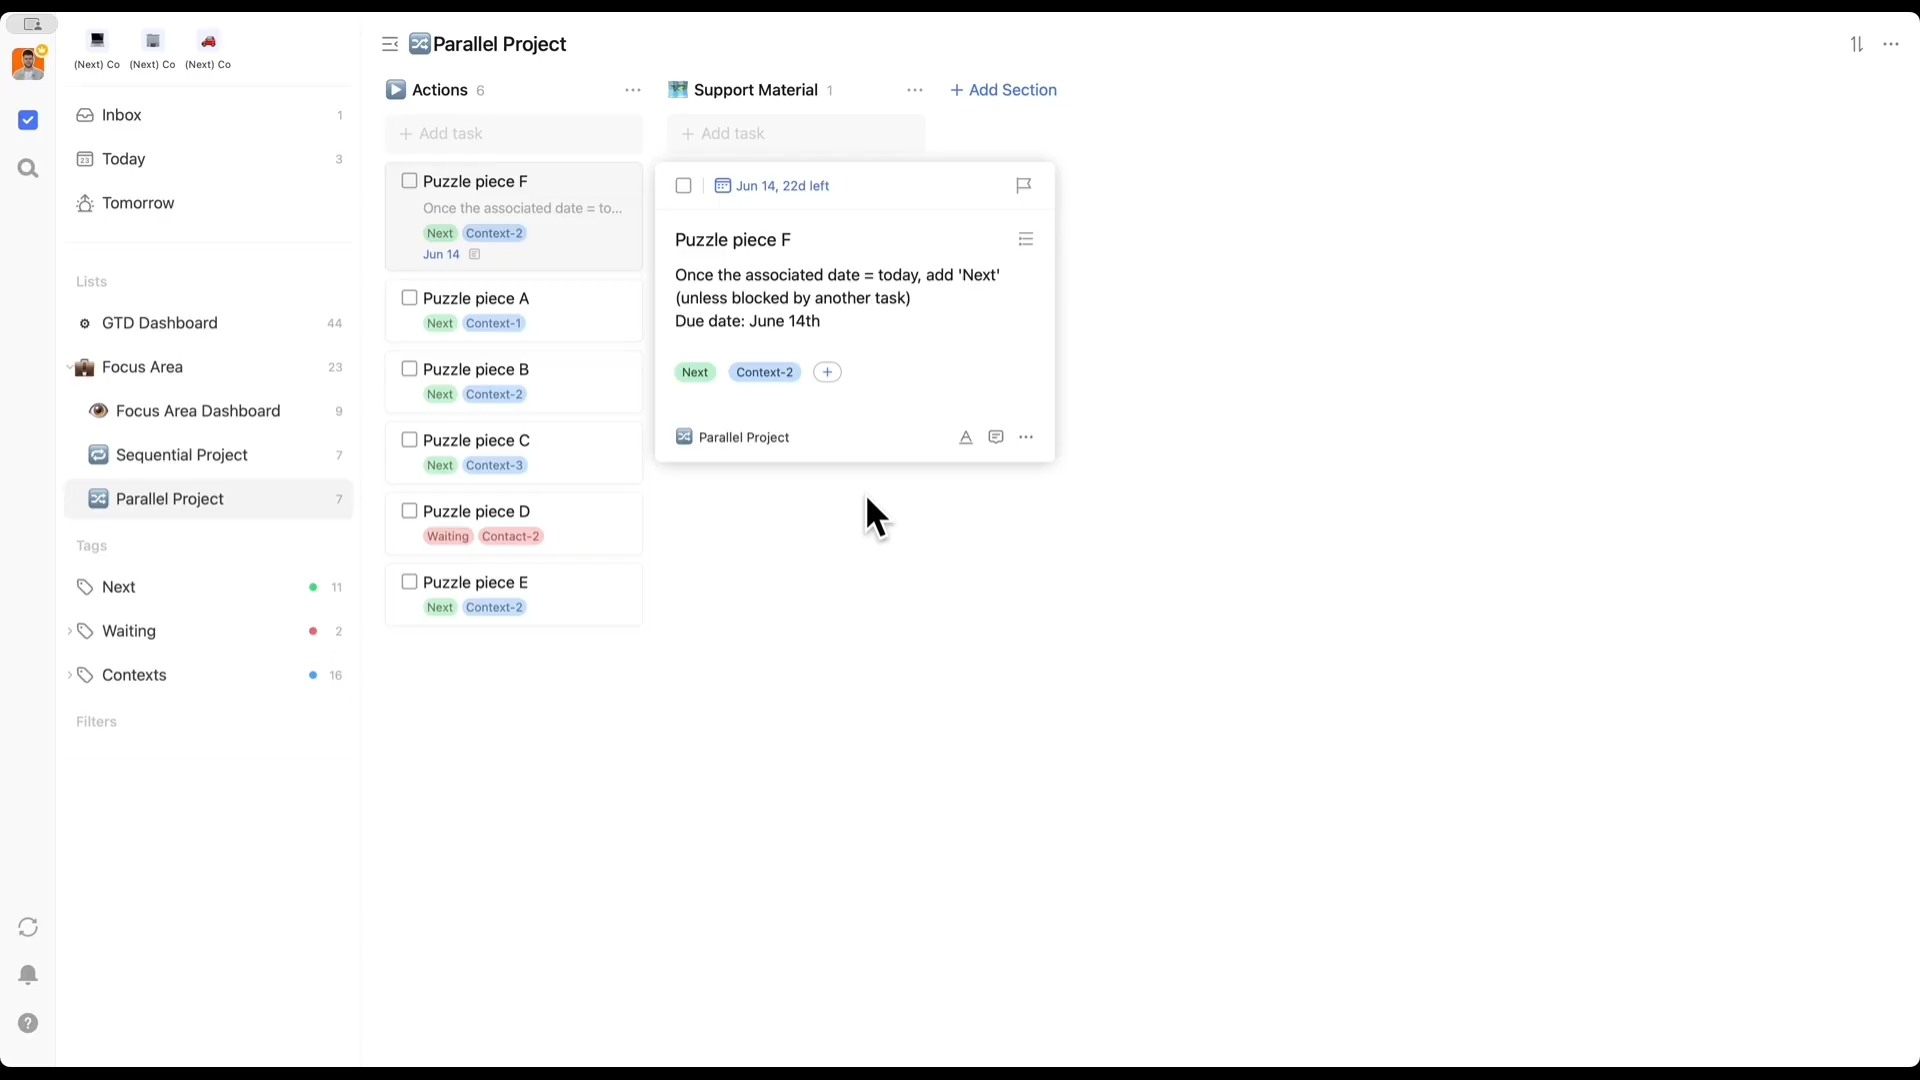 (Next) Co (Next) Co (Next) Co
Inbox 1
23 Today 3
Tomorrow
Lists
GTD Dashboard 44
Focus Area 23
Focus Area Dashboard 9
Sequential Project 7
Parallel Project 7
Tags
Next 11
Waiting 2
Contexts 16
Filters
Parallel Project
Actions 6
+ Add task
Puzzle piece F
Once the associated date = to...
Next Context-2
Jun 14
Puzzle piece A
Next Context-1
Puzzle piece B
Next Context-2
Puzzle piece C
Next Context-3
Puzzle piece D
Waiting Contact-2
Puzzle piece E
Next Context-2
Support Material 1
+ Add task
+ Add Section
Jun 14, 22d left
Puzzle piece F
Once the associated date = today, add 'Next'
(unless blocked by another task)
Due date: June 14th
Next Context-2 +
Parallel Project